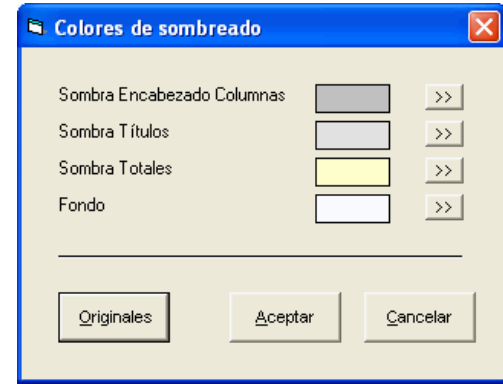 Colores de sombreado
Sombra Encabezado Columnas >>
Sombra Títulos >>
Sombra Totales >>
Fondo >>
Originales Aceptar Cancelar